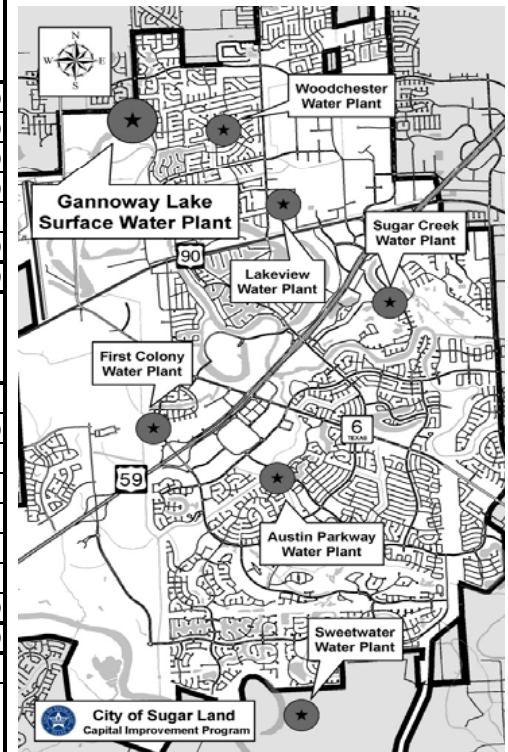 N
W E
S
Woodchester
Water Plant
Gannoway Lake
Surface Water Plant
Sugar Creek
Water Plant
90
Lakeview
Water Plant
First Colony
Water Plant
6
TEXAS
59
Austin Parkway
Water Plant
Sweetwater
Water Plant
City of Sugar Land
Capital Improvement Program